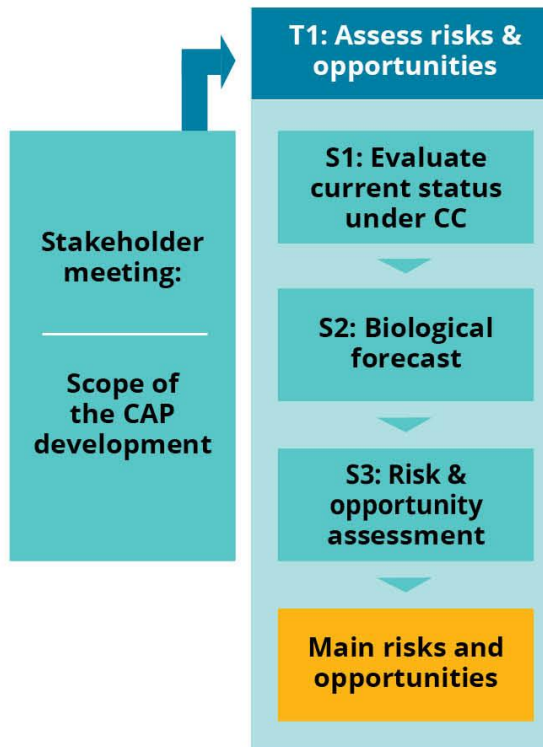 Stakeholder
meeting:
Scope of
the CAP
development
T1: Assess risks &
opportunities
S1: Evaluate
current status
under CC
S2: Biological
forecast
S3: Risk &
opportunity
assessment
Main risks and
opportunities